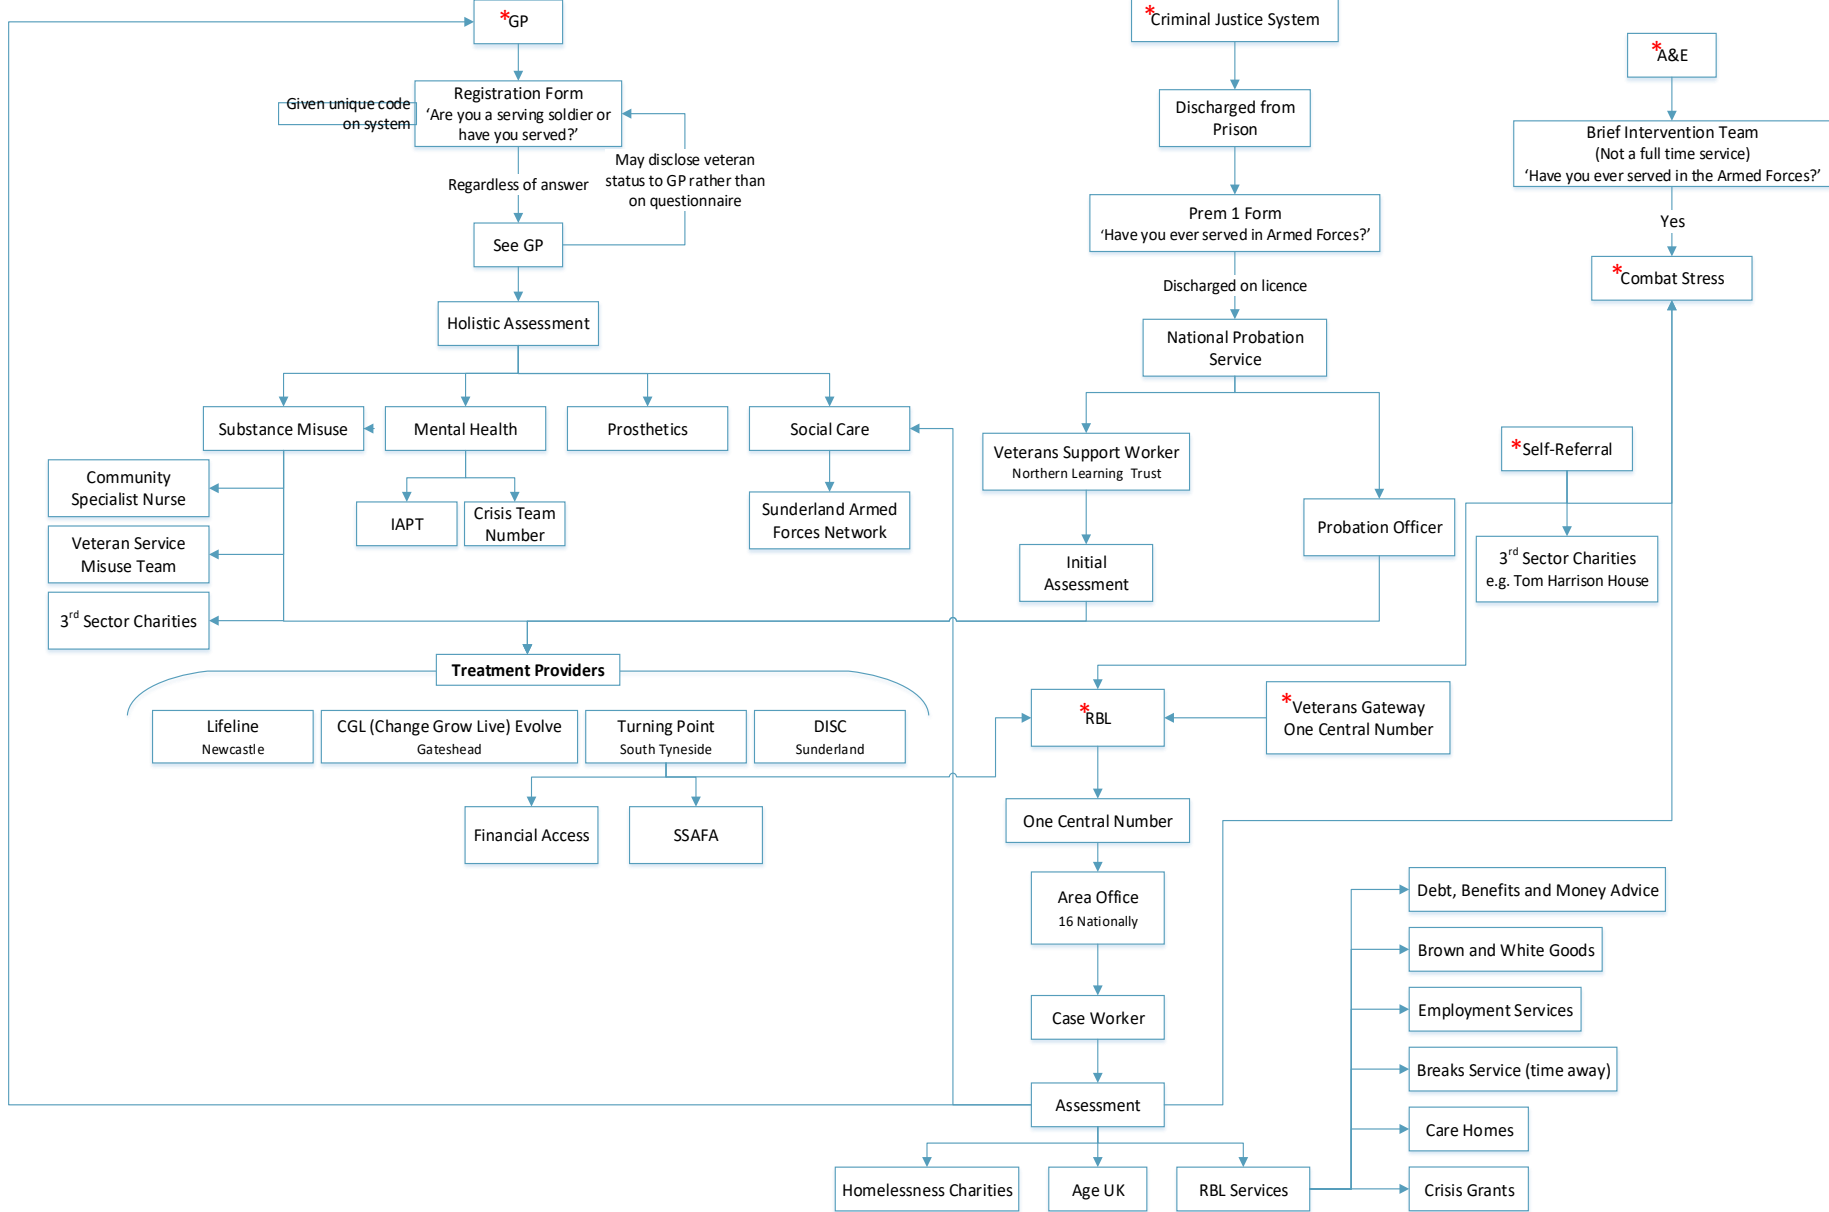 *GP
*Criminal Justice System
*A&E
Registration Form
‘Are you a serving soldier or
have you served?’
Given unique code
on system
Discharged from
Prison
Brief Intervention Team
(Not a full time service)
‘Have you ever served in the Armed Forces?’
May disclose veteran
status to GP rather than
on questionnaire
Regardless of answer
Yes
Prem 1 Form
‘Have you ever served in Armed Forces?’
See GP
*Combat Stress
Discharged on licence
Holistic Assessment
National Probation
Service
Substance Misuse
Mental Health
Prosthetics
Social Care
Veterans Support Worker
Northern Learning Trust
*Self-Referral
Community
Specialist Nurse
IAPT
Crisis Team
Number
Sunderland Armed
Forces Network
Probation Officer
Veteran Service
Misuse Team
Initial
Assessment
3rd Sector Charities
e.g. Tom Harrison House
3rd Sector Charities
Treatment Providers
Lifeline
Newcastle
CGL (Change Grow Live) Evolve
Gateshead
Turning Point
South Tyneside
DISC
Sunderland
*RBL
*Veterans Gateway
One Central Number
Financial Access
SSAFA
One Central Number
Area Office
16 Nationally
Debt, Benefits and Money Advice
Brown and White Goods
Case Worker
Employment Services
Breaks Service (time away)
Assessment
Care Homes
Homelessness Charities
Age UK
RBL Services
Crisis Grants